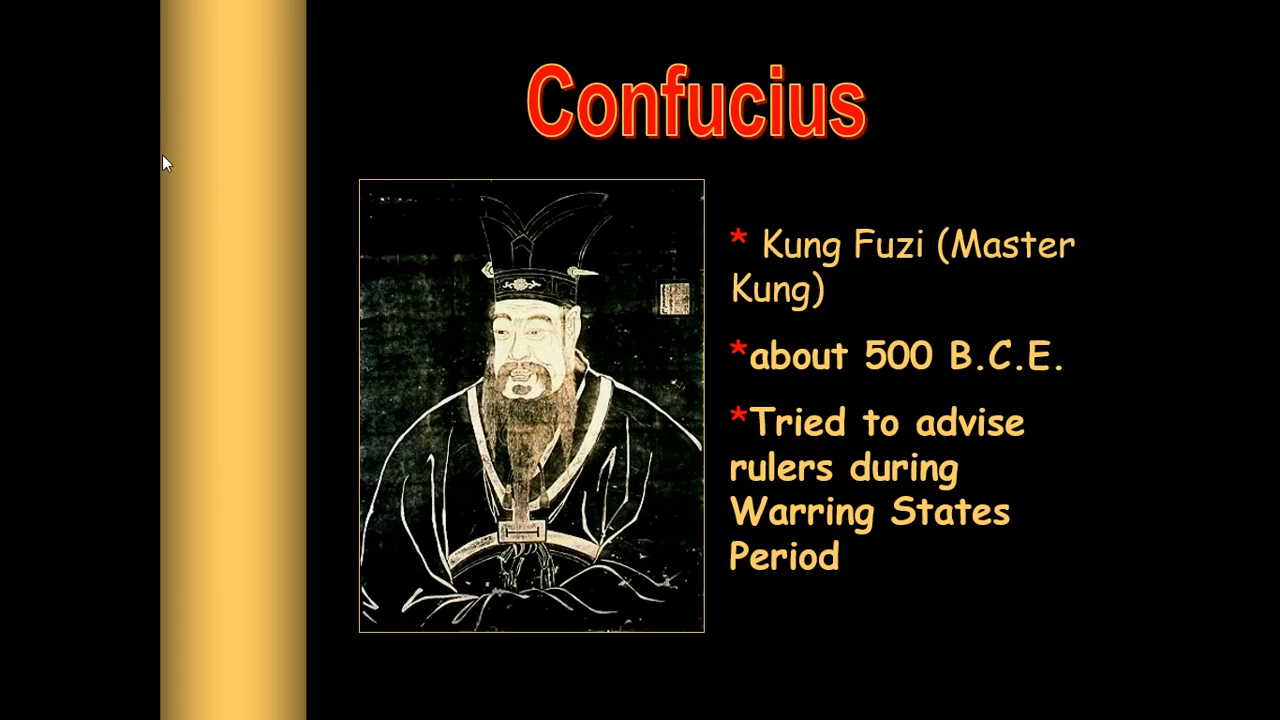 Confucius
* Kung Fuzi (Master
Kung)
*about 500 B.C.E.
*Tried to advise
rulers during
Warring States
Period